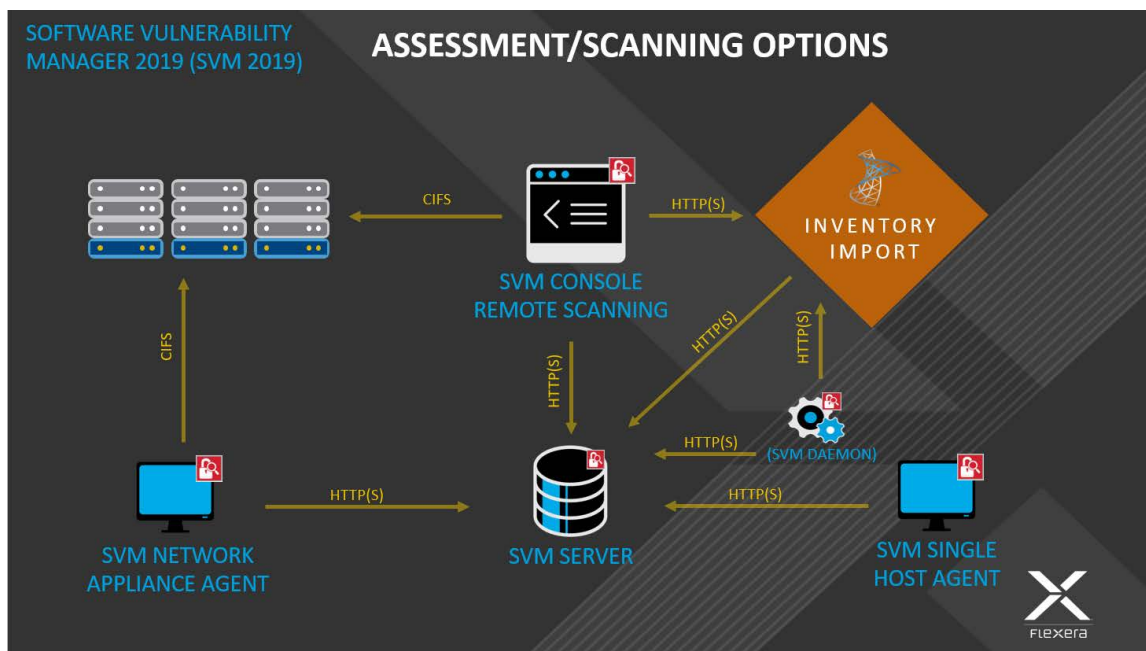 SOFTWARE VULNERABILITY
MANAGER 2019 (SVM 2019)
ASSESSMENT/SCANNING OPTIONS
CIFS
HTTP(S)
INVENTORY
IMPORT
SVM CONSOLE
REMOTE SCANNING
CIFS
HTTP(S)
HTTP(S)
HTTP(S)
HTTP(S)
(SVM DAEMON)
HTTP(S)
HTTP(S)
SVM NETWORK
APPLIANCE AGENT
SVM SERVER
SVM SINGLE
HOST AGENT
FLEXera